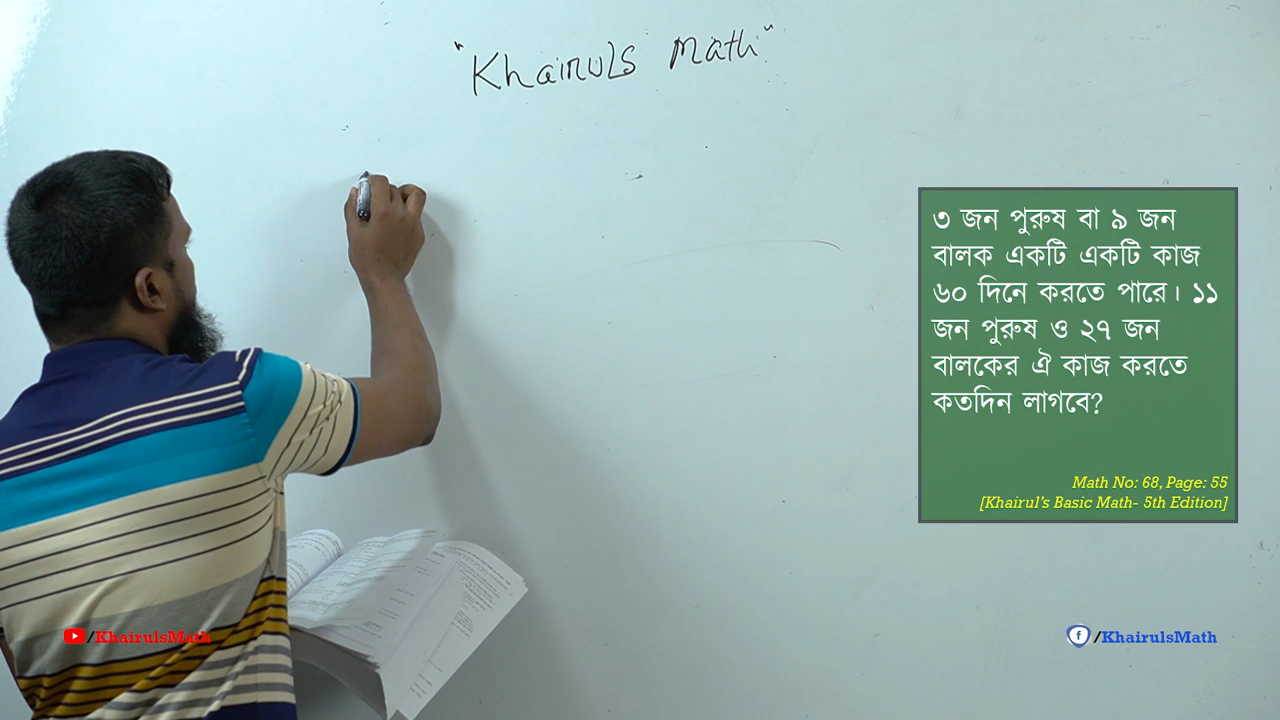 "Khairuls Math"
৩ জন পুরুষ বা ৯ জন
বালক একটি একটি কাজ
৬০ দিনে করতে পারে। ১১
জন পুরুষ ও ২৭ জন
বালকের ঐ কাজ করতে
কতদিন লাগবে?
Math No: 68, Page: 55
[Khairul's Basic Math- 5th Edition]
/KhairulsMath
/KhairulsMath